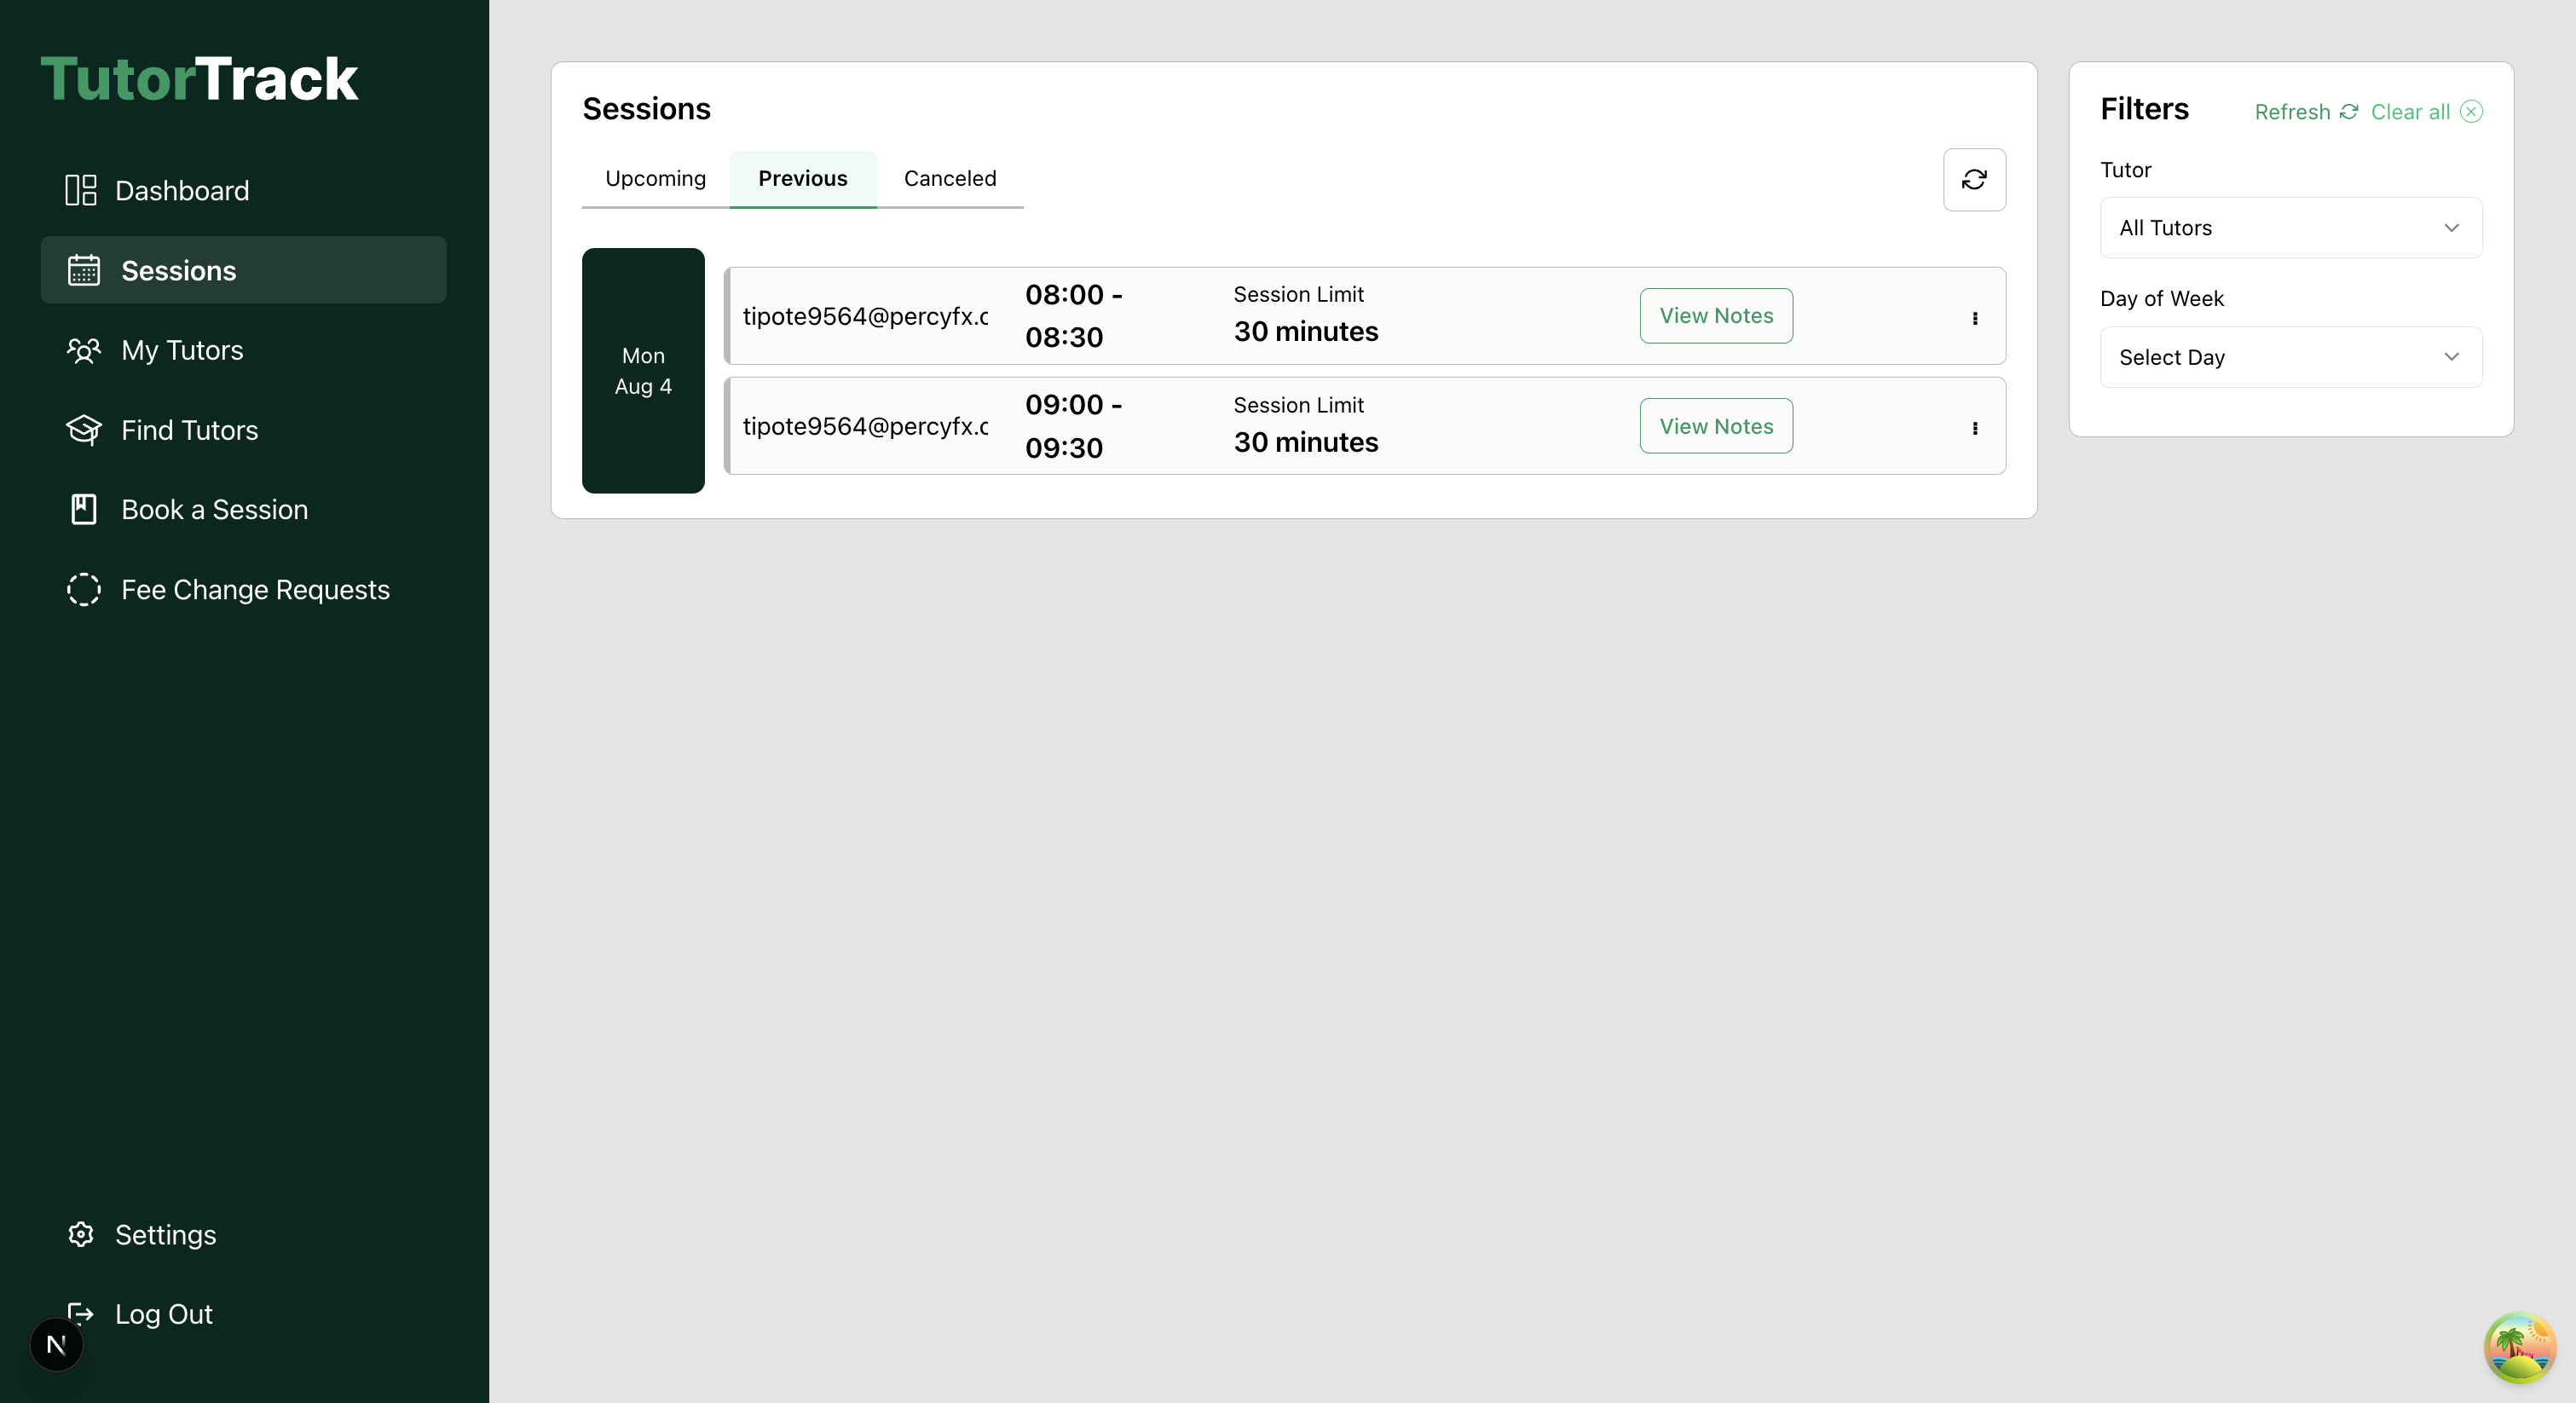 TutorTrack
Dashboard
Sessions
My Tutors
Find Tutors
Book a Session
Fee Change Requests
Settings
Log Out
N
Sessions
Upcoming
Previous
Canceled
Mon
Aug 4
tipote9564@percyfx.c
08:00 -
08:30
Session Limit
30 minutes
View Notes
tipote9564@percyfx.c
09:00 -
09:30
Session Limit
30 minutes
View Notes
Filters
Refresh
Clear all
Tutor
All Tutors
Day of Week
Select Day